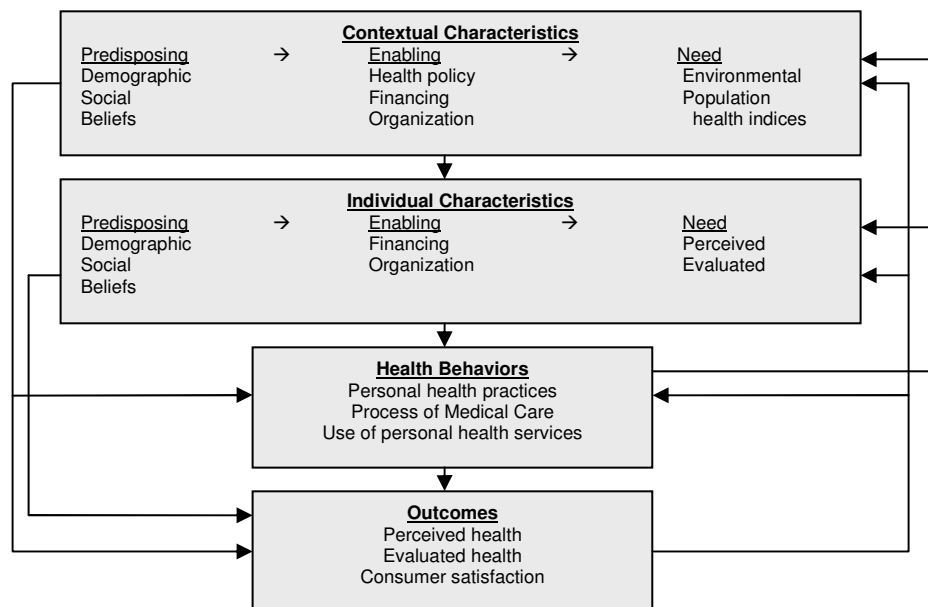 Contextual Characteristics
Predisposing → Enabling → Need
Demographic Health policy Environmental
Social Financing Population
Beliefs Organization health indices
Individual Characteristics
Predisposing → Enabling → Need
Demographic Financing Perceived
Social Organization Evaluated
Beliefs
Health Behaviors
Personal health practices
Process of Medical Care
Use of personal health services
Outcomes
Perceived health
Evaluated health
Consumer satisfaction